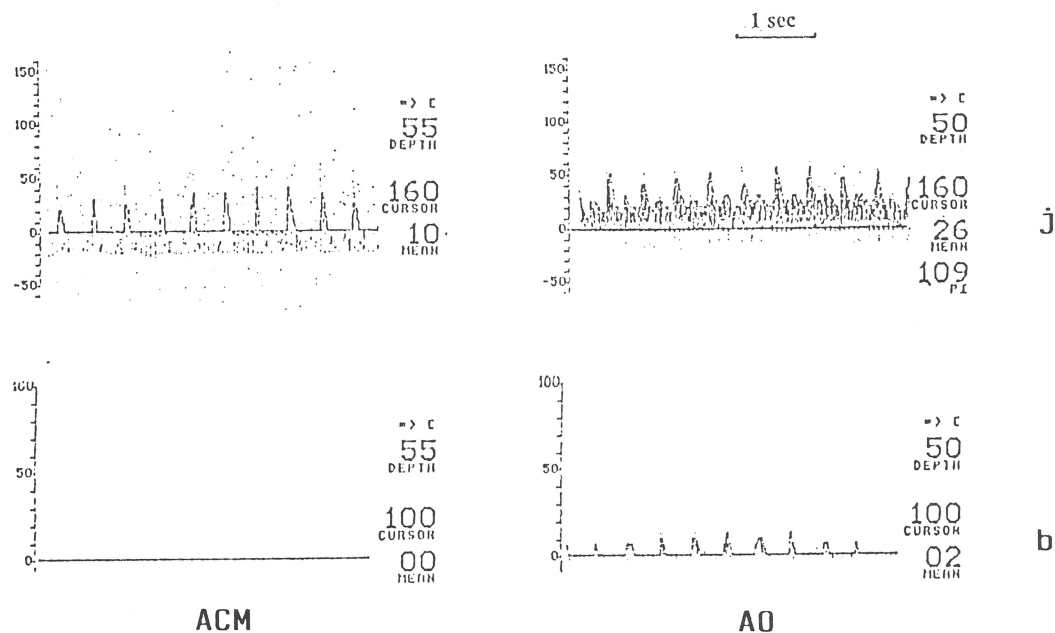 1 sec
150
100
50
0
-50
=> [
55
DEPTH
160
CURSOR
10
MEAN
150
100
50
0
-50
=> [
50
DEPTH
160
CURSOR
26
MEAN
109
PI
j
100
50
0
=> [
55
DEPTH
100
CURSOR
00
MEAN
100
50
0
=> [
50
DEPTH
100
CURSOR
02
MEAN
b
ACM
AO